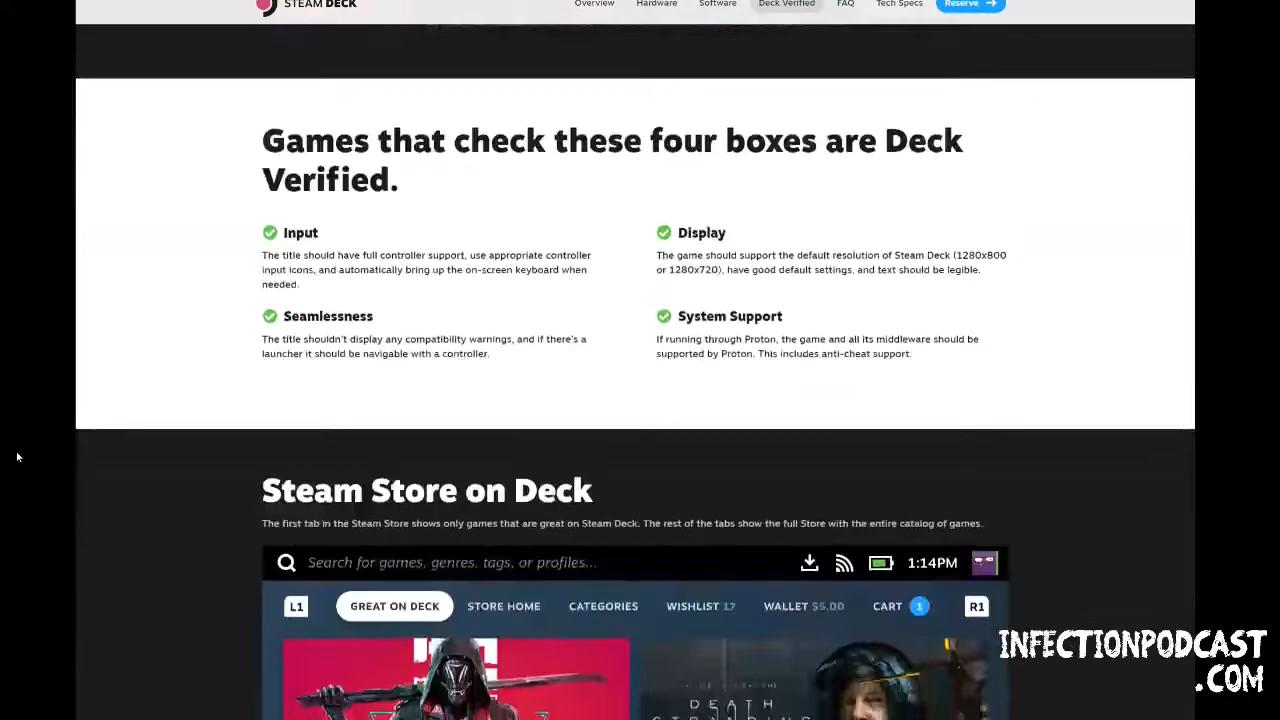 STEAM DECK
Overview
Hardware
Software
Deck Verified
FAQ
Tech Specs
Reserve
Games that check these four boxes are Deck
Verified.
Input
The title should have full controller support, use appropriate controller
input icons, and automatically bring up the on-screen keyboard when
needed.
Display
The game should support the default resolution of Steam Deck (1280x800
or 1280x720), have good default settings, and text should be legible.
Seamlessness
The title shouldn't display any compatibility warnings, and if there's a
launcher it should be navigable with a controller.
System Support
If running through Proton, the game and all its middleware should be
supported by Proton. This includes anti-cheat support.
Steam Store on Deck
The first tab in the Steam Store shows only games that are great on Steam Deck. The rest of the tabs show the full Store with the entire catalog of games.
Search for games, genres, tags, or profiles...
1:14PM
L1
GREAT ON DECK
STORE HOME
CATEGORIES
WISHLIST 17
WALLET $5.00
CART 1
R1
DEATH
STRANDING
INFECTIONPODCAST
.COM